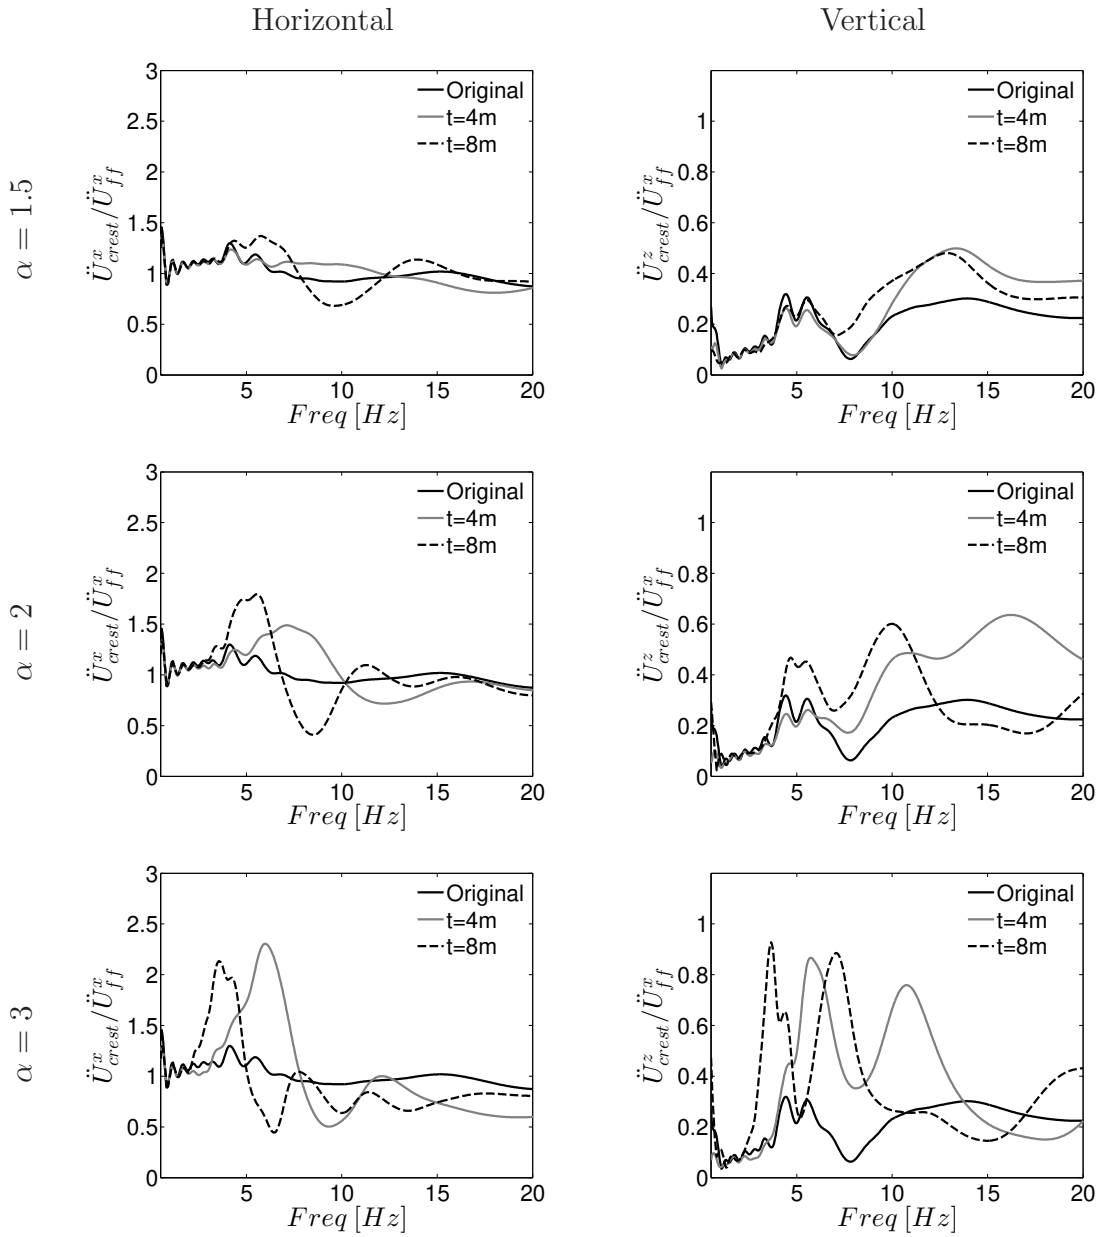 Horizontal
Vertical
α = 1.5
Ü^x_crest/Ü^x_ff
3
2.5
2
1.5
1
0.5
0
5
10
15
20
Freq [Hz]
Original
t=4m
t=8m
Ü^z_crest/Ü^x_ff
1
0.8
0.6
0.4
0.2
0
5
10
15
20
Freq [Hz]
Original
t=4m
t=8m
α = 2
Ü^x_crest/Ü^x_ff
3
2.5
2
1.5
1
0.5
0
5
10
15
20
Freq [Hz]
Original
t=4m
t=8m
Ü^z_crest/Ü^x_ff
1
0.8
0.6
0.4
0.2
0
5
10
15
20
Freq [Hz]
Original
t=4m
t=8m
α = 3
Ü^x_crest/Ü^x_ff
3
2.5
2
1.5
1
0.5
0
5
10
15
20
Freq [Hz]
Original
t=4m
t=8m
Ü^z_crest/Ü^x_ff
1
0.8
0.6
0.4
0.2
0
5
10
15
20
Freq [Hz]
Original
t=4m
t=8m